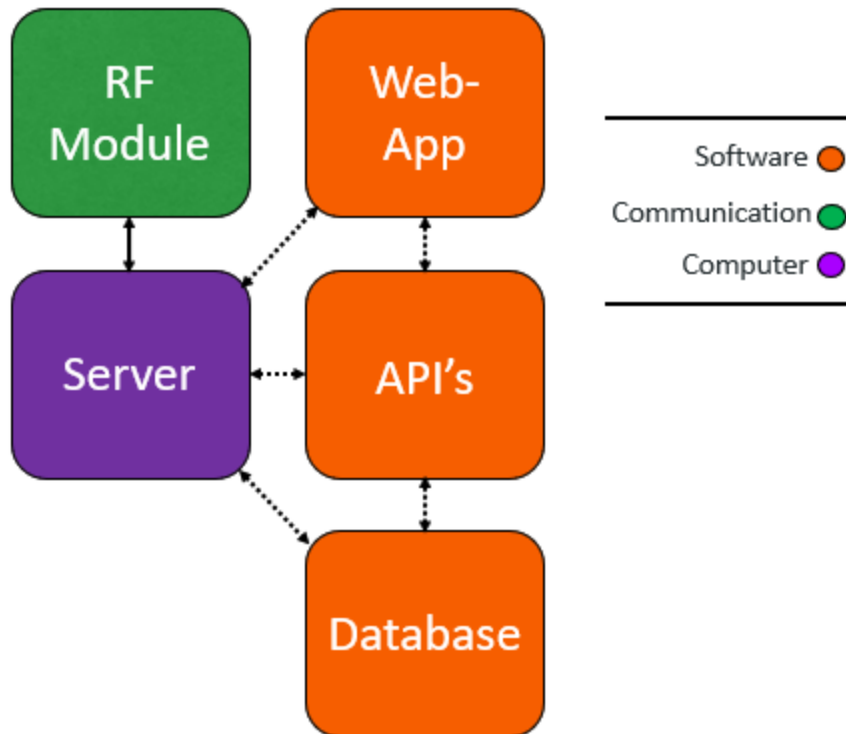 RF
Module
Web-
App
Server
API's
Database
Software
Communication
Computer